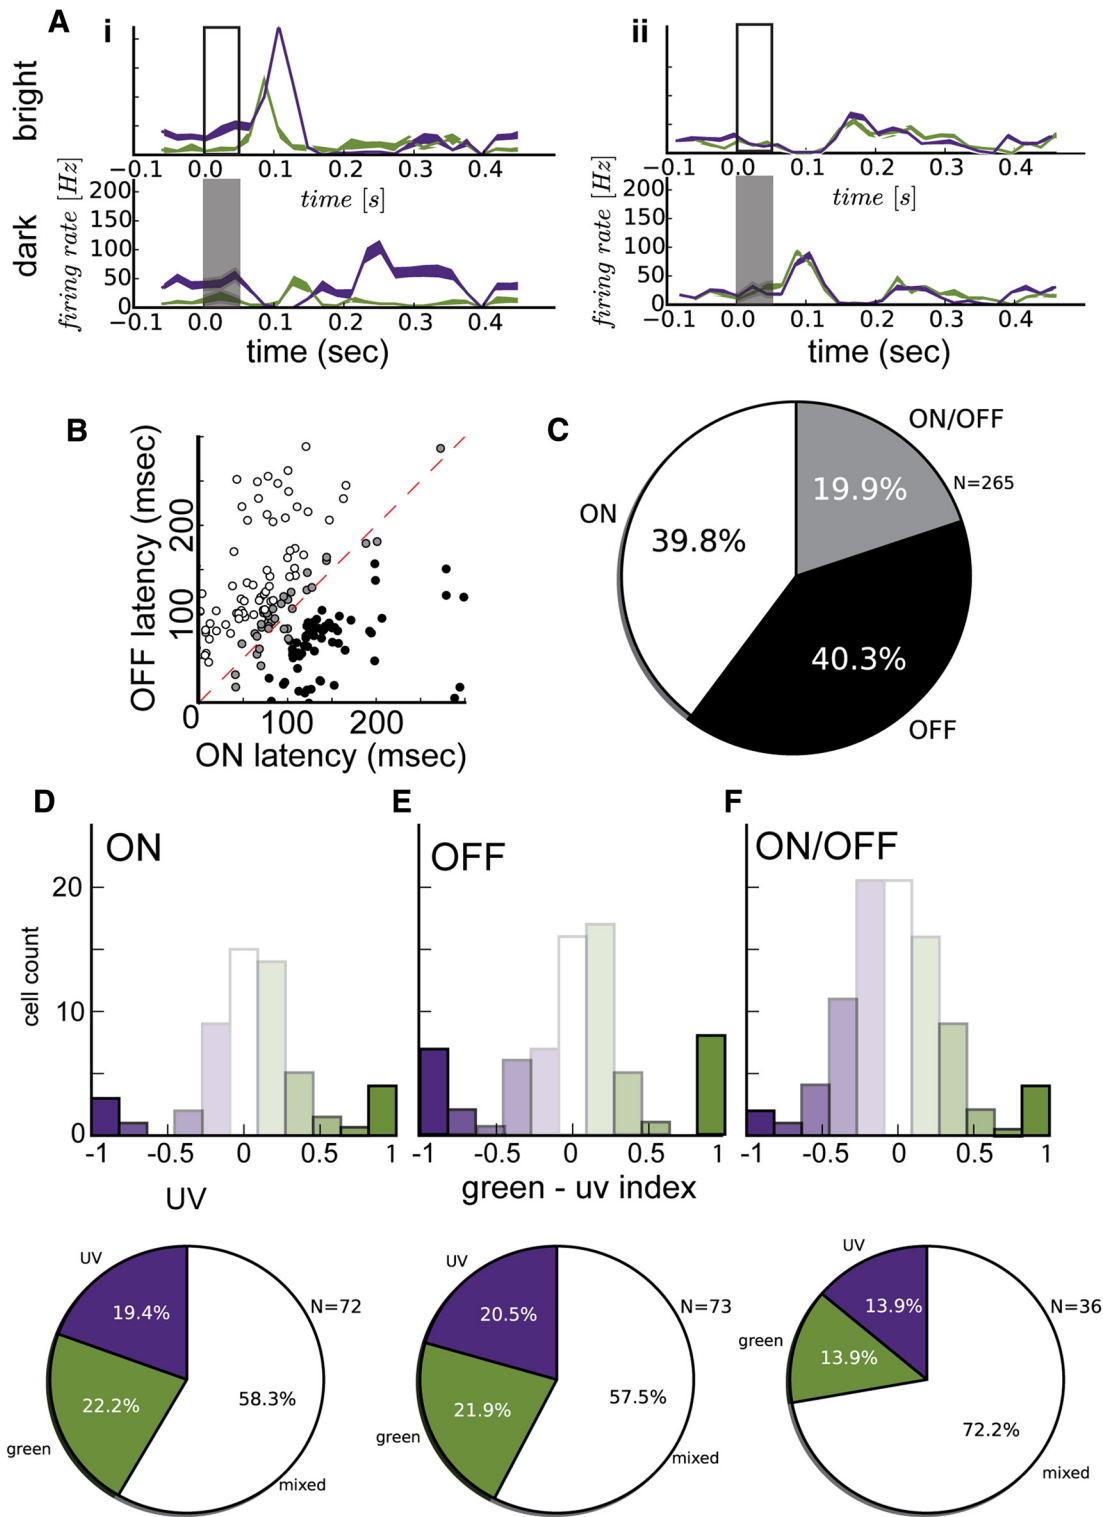 A
i
ii
bright
−0.1 0.0 0.1 0.2 0.3 0.4
time [s]
−0.1 0.0 0.1 0.2 0.3 0.4
time [s]
dark
firing rate [Hz]
200
150
100
50
0
−0.1 0.0 0.1 0.2 0.3 0.4
time (sec)
firing rate [Hz]
200
150
100
50
0
−0.1 0.0 0.1 0.2 0.3 0.4
time (sec)
B
OFF latency (msec)
200
100
0
100 200
ON latency (msec)
C
ON/OFF
N=265
19.9%
ON
39.8%
40.3%
OFF
D
ON
cell count
20
10
0
-1 -0.5 0 0.5 1
UV
E
OFF
-1 -0.5 0 0.5 1
green - uv index
F
ON/OFF
-1 -0.5 0 0.5 1
UV
19.4%
N=72
58.3%
22.2%
green
mixed
UV
20.5%
N=73
57.5%
21.9%
green
mixed
UV
13.9%
N=36
green
13.9%
72.2%
mixed